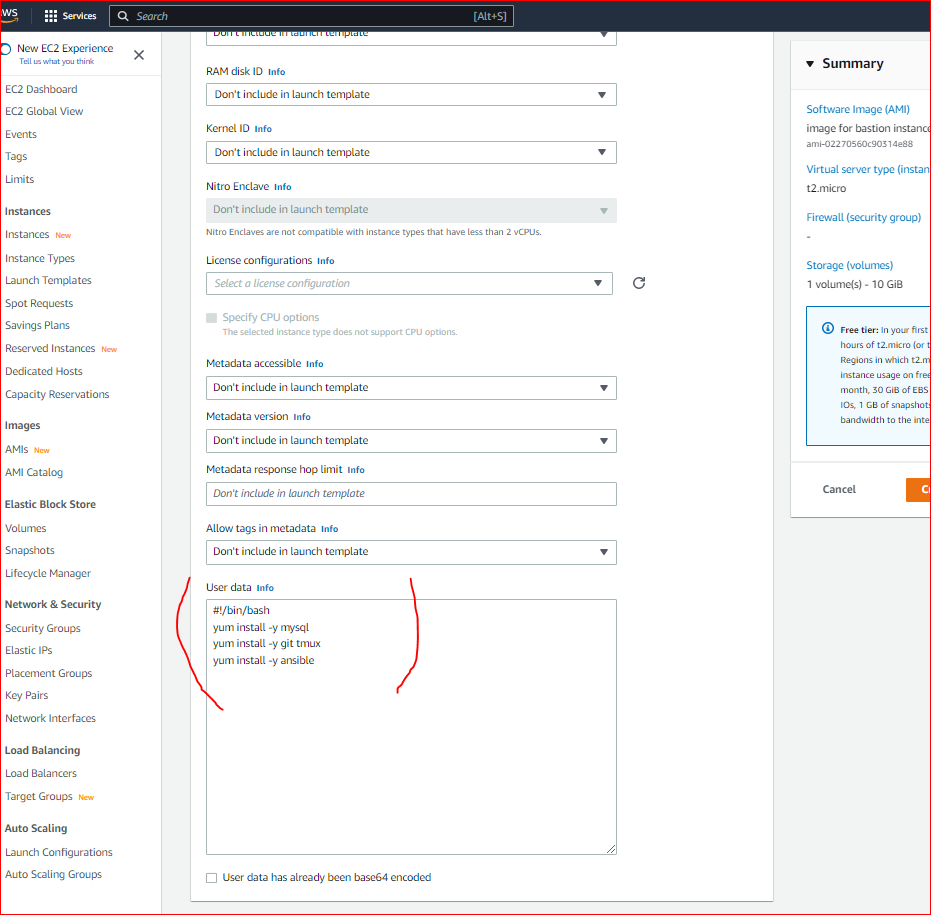 AWS
Services
Search
[Alt+S]
New EC2 Experience
Tell us what you think
EC2 Dashboard
EC2 Global View
Events
Tags
Limits
Instances
Instances New
Instance Types
Launch Templates
Spot Requests
Savings Plans
Reserved Instances New
Dedicated Hosts
Capacity Reservations
Images
AMIs New
AMI Catalog
Elastic Block Store
Volumes
Snapshots
Lifecycle Manager
Network & Security
Security Groups
Elastic IPs
Placement Groups
Key Pairs
Network Interfaces
Load Balancing
Load Balancers
Target Groups New
Auto Scaling
Launch Configurations
Auto Scaling Groups
Don't include in launch template
RAM disk ID Info
Don't include in launch template
Kernel ID Info
Don't include in launch template
Nitro Enclave Info
Don't include in launch template
Nitro Enclaves are not compatible with instance types that have less than 2 vCPUs.
License configurations Info
Select a license configuration
Specify CPU options
The selected instance type does not support CPU options.
Metadata accessible Info
Don't include in launch template
Metadata version Info
Don't include in launch template
Metadata response hop limit Info
Don't include in launch template
Allow tags in metadata Info
Don't include in launch template
User data Info
#!/bin/bash
yum install -y mysql
yum install -y git tmux
yum install -y ansible
User data has already been base64 encoded
Summary
Software Image (AMI)
image for bastion instance
ami-02270560c90314e88
Virtual server type (instan
t2.micro
Firewall (security group)
-
Storage (volumes)
1 volume(s) - 10 GiB
Free tier: In your first
hours of t2.micro (or t
Regions in which t2.m
instance usage on free
month, 30 GiB of EBS
IOs, 1 GB of snapshots
bandwidth to the inte
Cancel
C